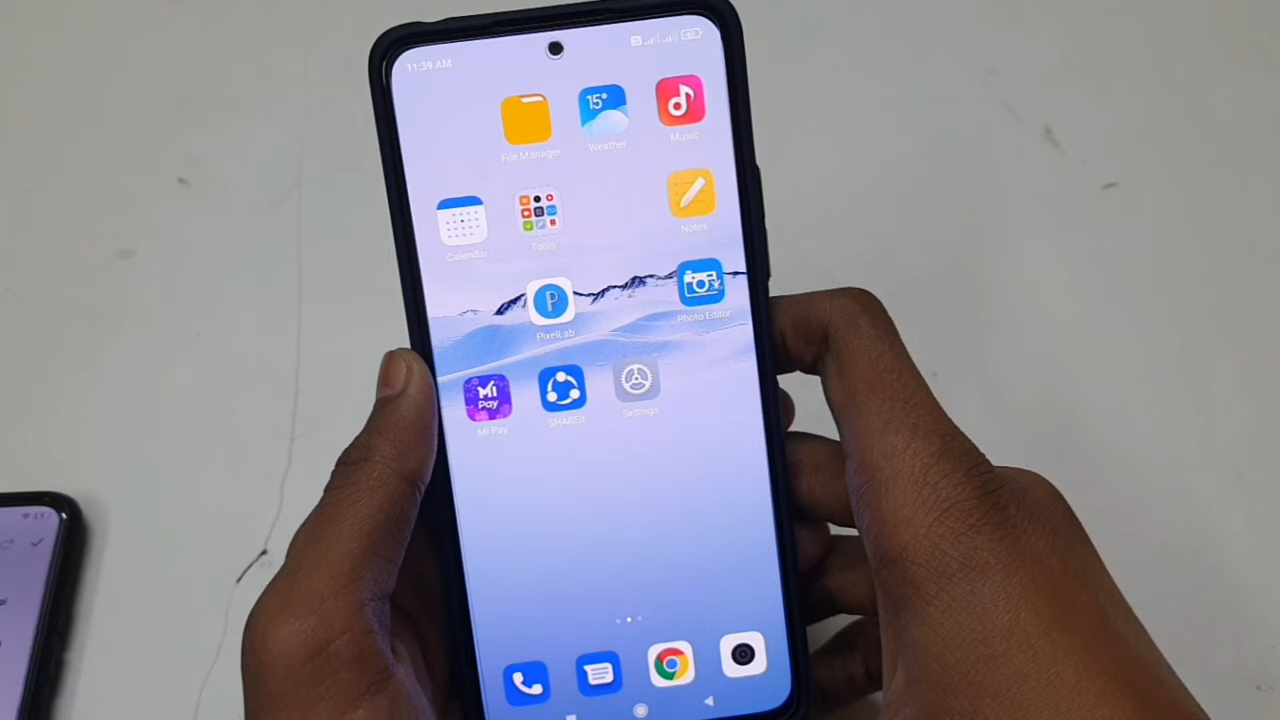 11:39 AM
File Manager
15°
Weather
Music
Calendar
Tools
Notes
P
PixelLab
Photo Editor
Mi
Pay
Mi Pay
SHAREit
Settings